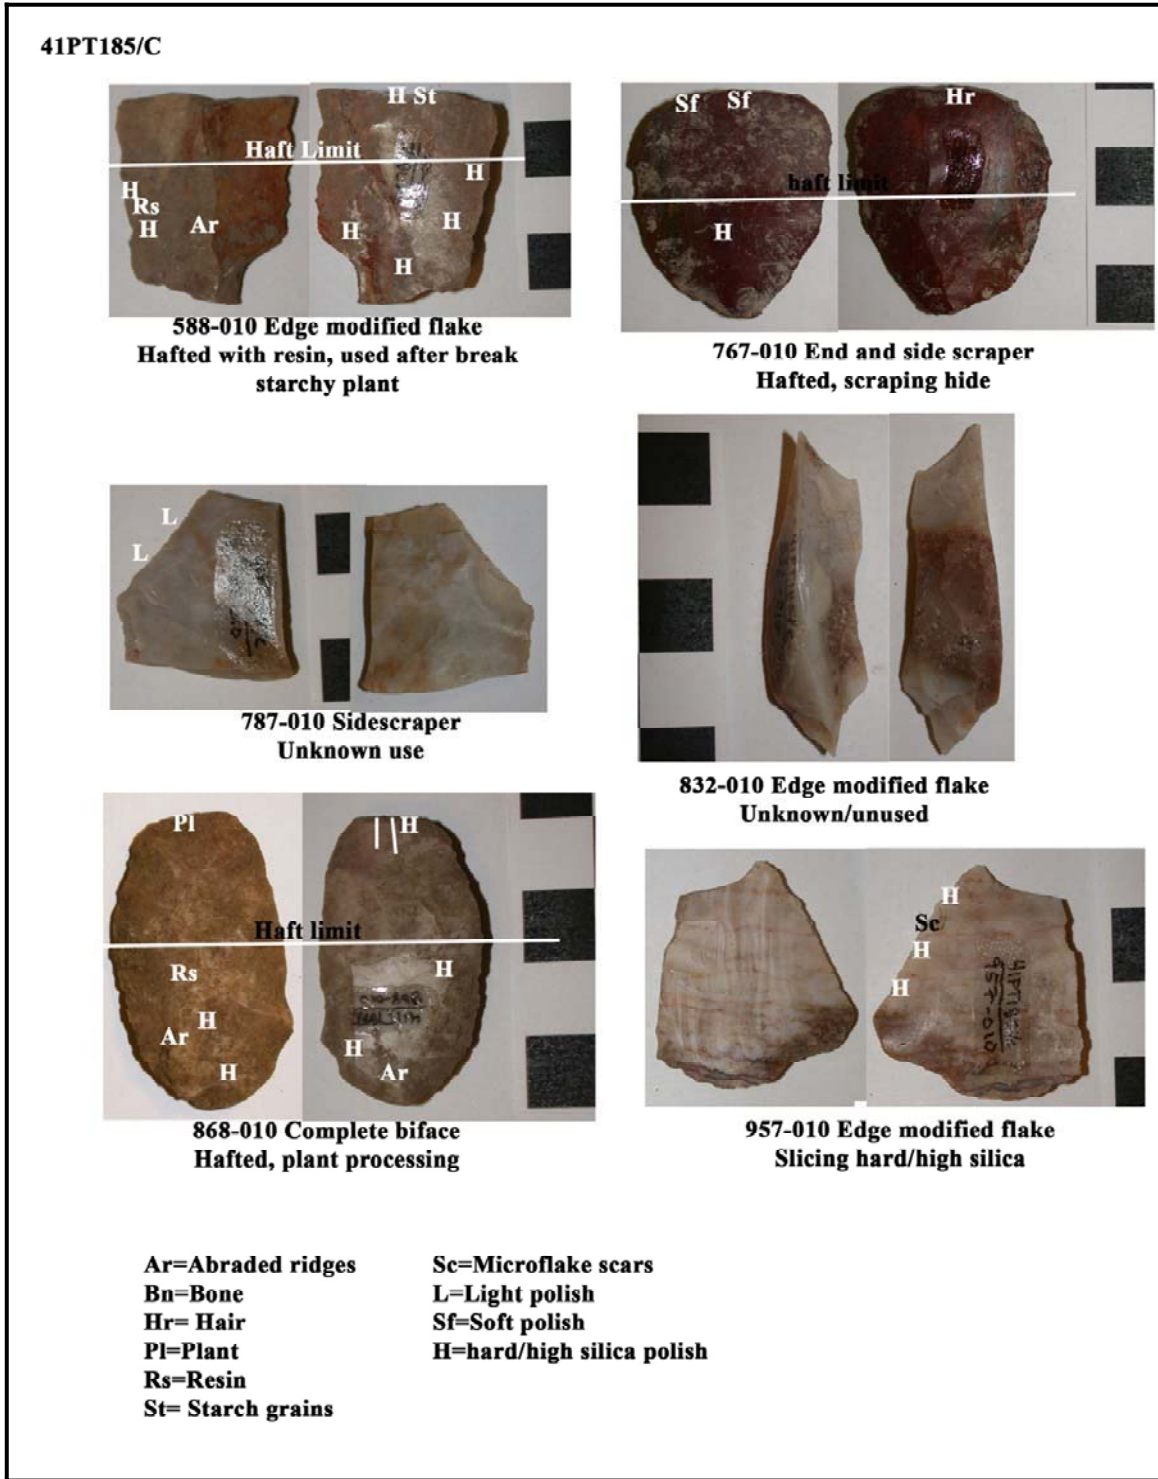 41PT185/C
H St
Haft Limit
H
H
Rs
H
Ar
H
H
H
588-010 Edge modified flake
Hafted with resin, used after break
starchy plant
Sf Sf
Hr
haft limit
H
767-010 End and side scraper
Hafted, scraping hide
L
L
787-010 Sidescraper
Unknown use
832-010 Edge modified flake
Unknown/unused
Pl
H
Haft limit
Rs
H
H
Ar
H
H
Ar
868-010
868-010 Complete biface
Hafted, plant processing
H
Sc
H
H
957-010
957-010 Edge modified flake
Slicing hard/high silica
Ar=Abraded ridges
Bn=Bone
Hr= Hair
Pl=Plant
Rs=Resin
St= Starch grains
Sc=Microflake scars
L=Light polish
Sf=Soft polish
H=hard/high silica polish